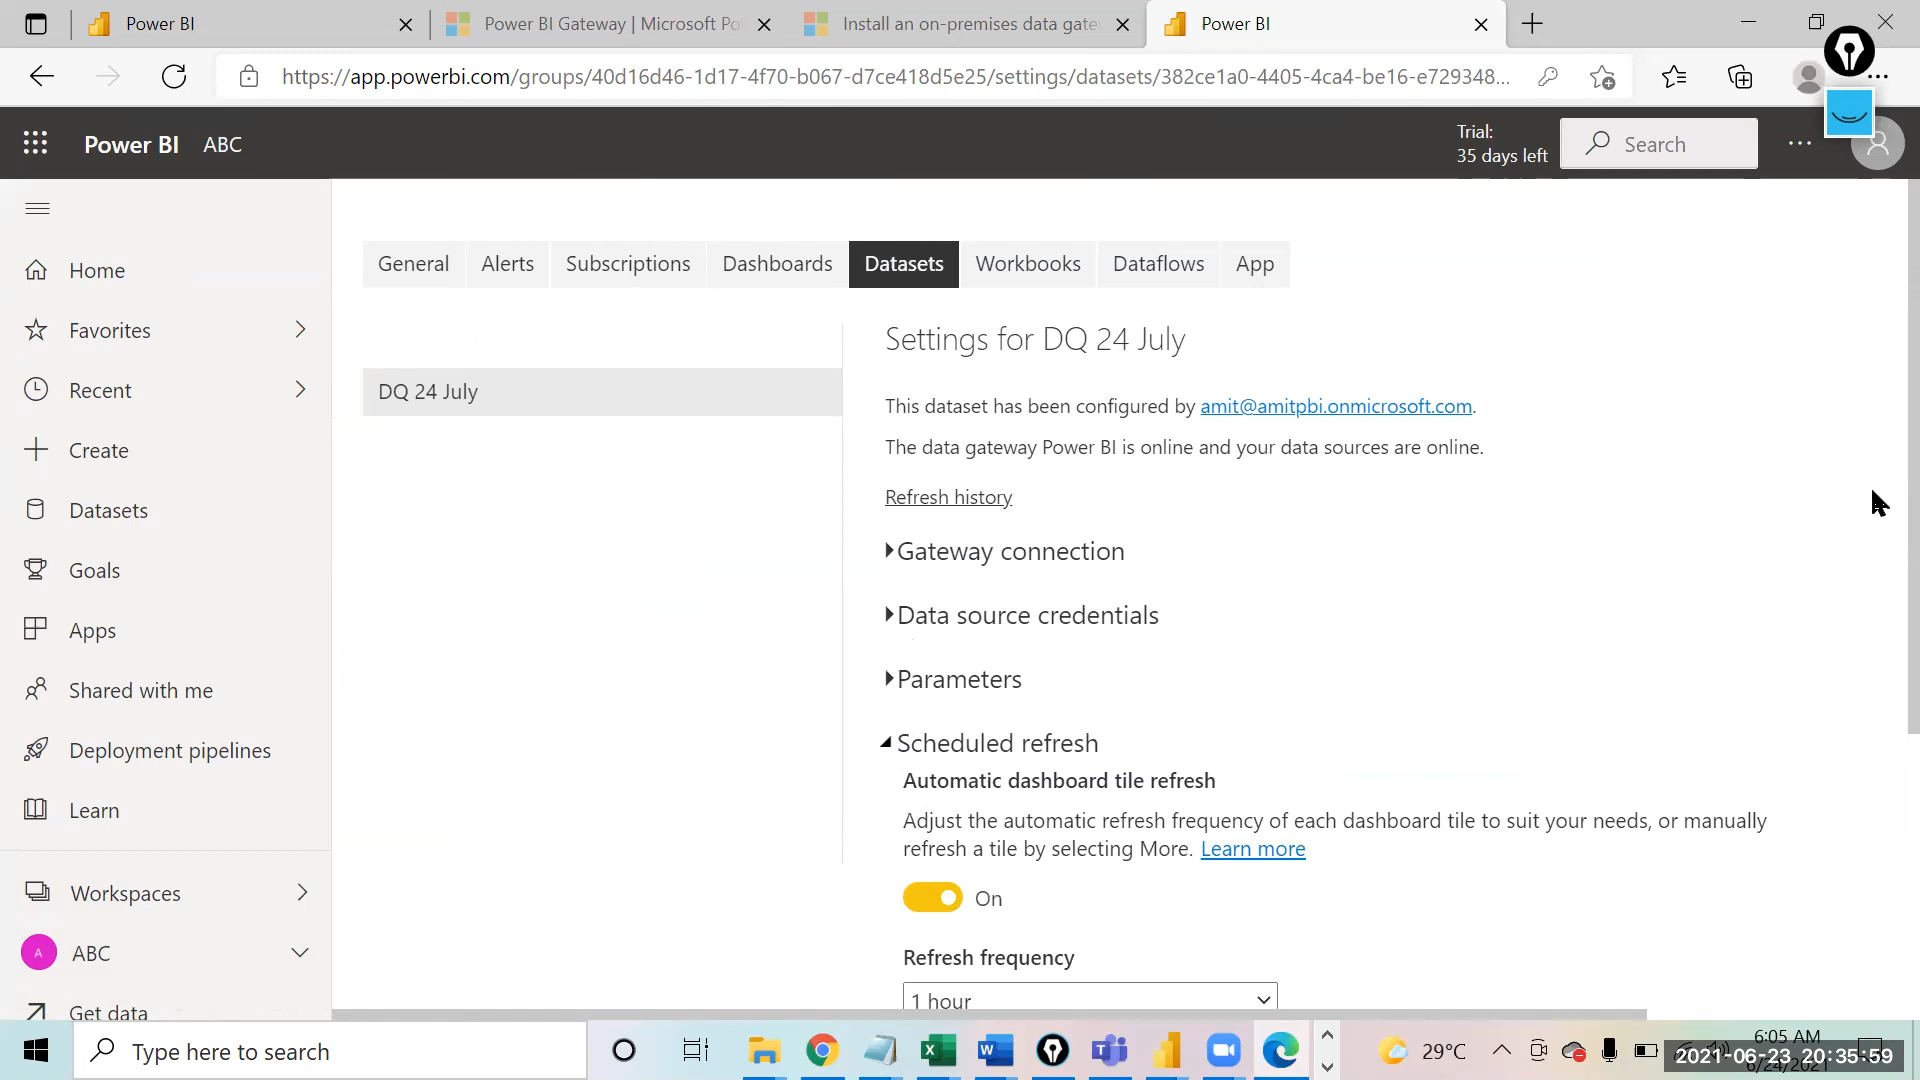 Power BI
Power BI Gateway | Microsoft Po
Install an on-premises data gate
Power BI
https://app.powerbi.com/groups/40d16d46-1d17-4f70-b067-d7ce418d5e25/settings/datasets/382ce1a0-4405-4ca4-be16-e729348...
Power BI ABC
Trial:
35 days left
Search
Home
Favorites
Recent
Create
Datasets
Goals
Apps
Shared with me
Deployment pipelines
Learn
Workspaces
A ABC
Get data
General Alerts Subscriptions Dashboards Datasets Workbooks Dataflows App
DQ 24 July
Settings for DQ 24 July
This dataset has been configured by amit@amitpbi.onmicrosoft.com.
The data gateway Power BI is online and your data sources are online.
Refresh history
Gateway connection
Data source credentials
Parameters
Scheduled refresh
Automatic dashboard tile refresh
Adjust the automatic refresh frequency of each dashboard tile to suit your needs, or manually
refresh a tile by selecting More. Learn more
On
Refresh frequency
1 hour
Type here to search
29°C
6:05 AM
6/24/2021
2021-06-23 20:35:59